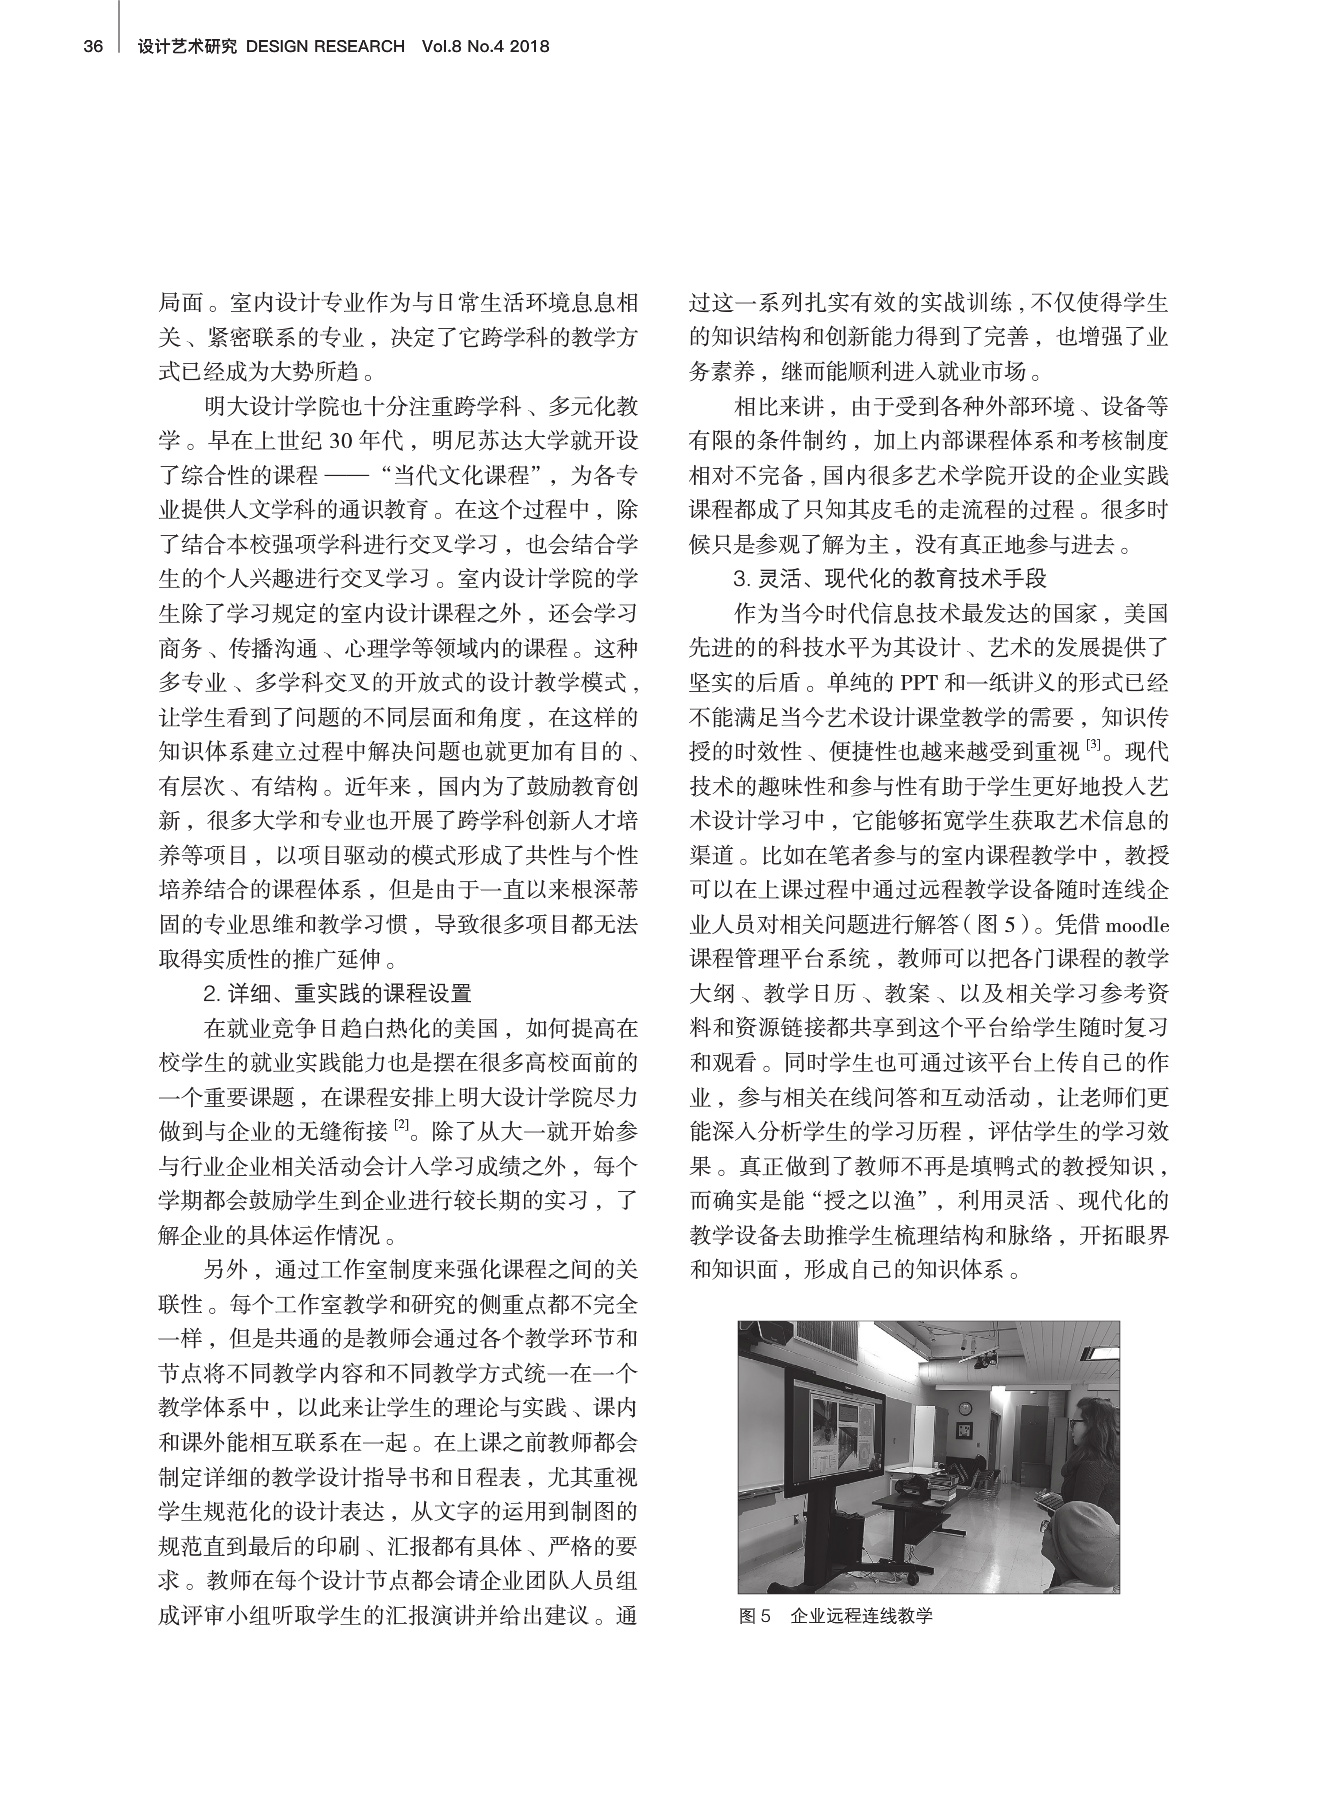 36 设计艺术研究 DESIGN RESEARCH Vol.8 No.4 2018
局面。室内设计专业作为与日常生活环境息息相
关、紧密联系的专业，决定了它跨学科的教学方
式已经成为大势所趋。
明大设计学院也十分注重跨学科、多元化教
学。早在上世纪 30 年代，明尼苏达大学就开设
了综合性的课程 ——“当代文化课程”，为各专
业提供人文学科的通识教育。在这个过程中，除
了结合本校强项学科进行交叉学习，也会结合学
生的个人兴趣进行交叉学习。室内设计学院的学
生除了学习规定的室内设计课程之外，还会学习
商务、传播沟通、心理学等领域内的课程。这种
多专业、多学科交叉的开放式的设计教学模式，
让学生看到了问题的不同层面和角度，在这样的
知识体系建立过程中解决问题也就更加有目的、
有层次、有结构。近年来，国内为了鼓励教育创
新，很多大学和专业也开展了跨学科创新人才培
养等项目，以项目驱动的模式形成了共性与个性
培养结合的课程体系，但是由于一直以来根深蒂
固的专业思维和教学习惯，导致很多项目都无法
取得实质性的推广延伸。
2. 详细、重实践的课程设置
在就业竞争日趋白热化的美国，如何提高在
校学生的就业实践能力也是摆在很多高校面前的
一个重要课题，在课程安排上明大设计学院尽力
做到与企业的无缝衔接 [2]。除了从大一就开始参
与行业企业相关活动会计入学习成绩之外，每个
学期都会鼓励学生到企业进行较长期的实习，了
解企业的具体运作情况。
另外，通过工作室制度来强化课程之间的关
联性。每个工作室教学和研究的侧重点都不完全
一样，但是共通的是教师会通过各个教学环节和
节点将不同教学内容和不同教学方式统一在一个
教学体系中，以此来让学生的理论与实践、课内
和课外能相互联系在一起。在上课之前教师都会
制定详细的教学设计指导书和日程表，尤其重视
学生规范化的设计表达，从文字的运用到制图的
规范直到最后的印刷、汇报都有具体、严格的要
求。教师在每个设计节点都会请企业团队人员组
成评审小组听取学生的汇报演讲并给出建议。通
过这一系列扎实有效的实战训练，不仅使得学生
的知识结构和创新能力得到了完善，也增强了业
务素养，继而能顺利进入就业市场。
相比来讲，由于受到各种外部环境、设备等
有限的条件制约，加上内部课程体系和考核制度
相对不完备，国内很多艺术学院开设的企业实践
课程都成了只知其皮毛的走流程的过程。很多时
候只是参观了解为主，没有真正地参与进去。
3. 灵活、现代化的教育技术手段
作为当今时代信息技术最发达的国家，美国
先进的的科技水平为其设计、艺术的发展提供了
坚实的后盾。单纯的 PPT 和一纸讲义的形式已经
不能满足当今艺术设计课堂教学的需要，知识传
授的时效性、便捷性也越来越受到重视 [3]。现代
技术的趣味性和参与性有助于学生更好地投入艺
术设计学习中，它能够拓宽学生获取艺术信息的
渠道。比如在笔者参与的室内课程教学中，教授
可以在上课过程中通过远程教学设备随时连线企
业人员对相关问题进行解答（图 5）。凭借 moodle
课程管理平台系统，教师可以把各门课程的教学
大纲、教学日历、教案、以及相关学习参考资
料和资源链接都共享到这个平台给学生随时复习
和观看。同时学生也可通过该平台上传自己的作
业，参与相关在线问答和互动活动，让老师们更
能深入分析学生的学习历程，评估学生的学习效
果。真正做到了教师不再是填鸭式的教授知识，
而确实是能“授之以渔”，利用灵活、现代化的
教学设备去助推学生梳理结构和脉络，开拓眼界
和知识面，形成自己的知识体系。
图 5 企业远程连线教学